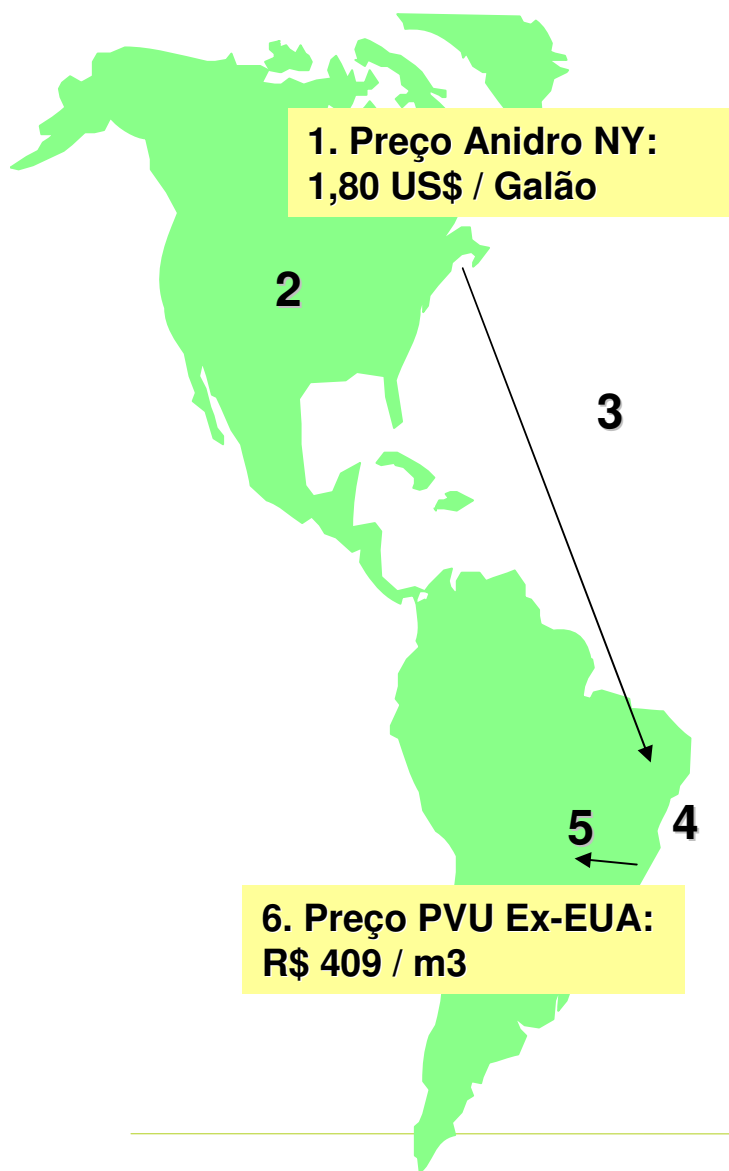 1. Preço Anidro NY:
1,80 US$ / Galão
2
3
4
5
6. Preço PVU Ex-EUA:
R$ 409 / m3